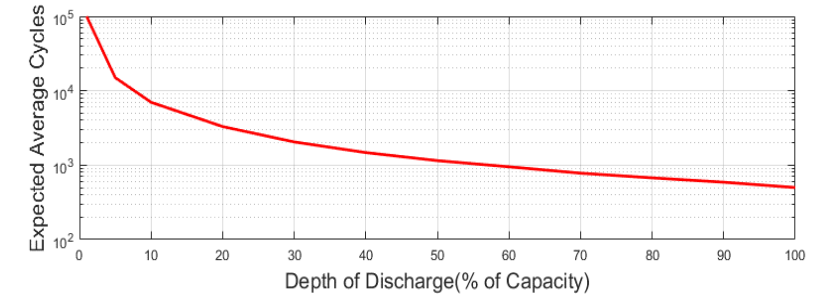 Expected Average Cycles
10^5
10^4
10^3
10^2
0 10 20 30 40 50 60 70 80 90 100
Depth of Discharge(% of Capacity)